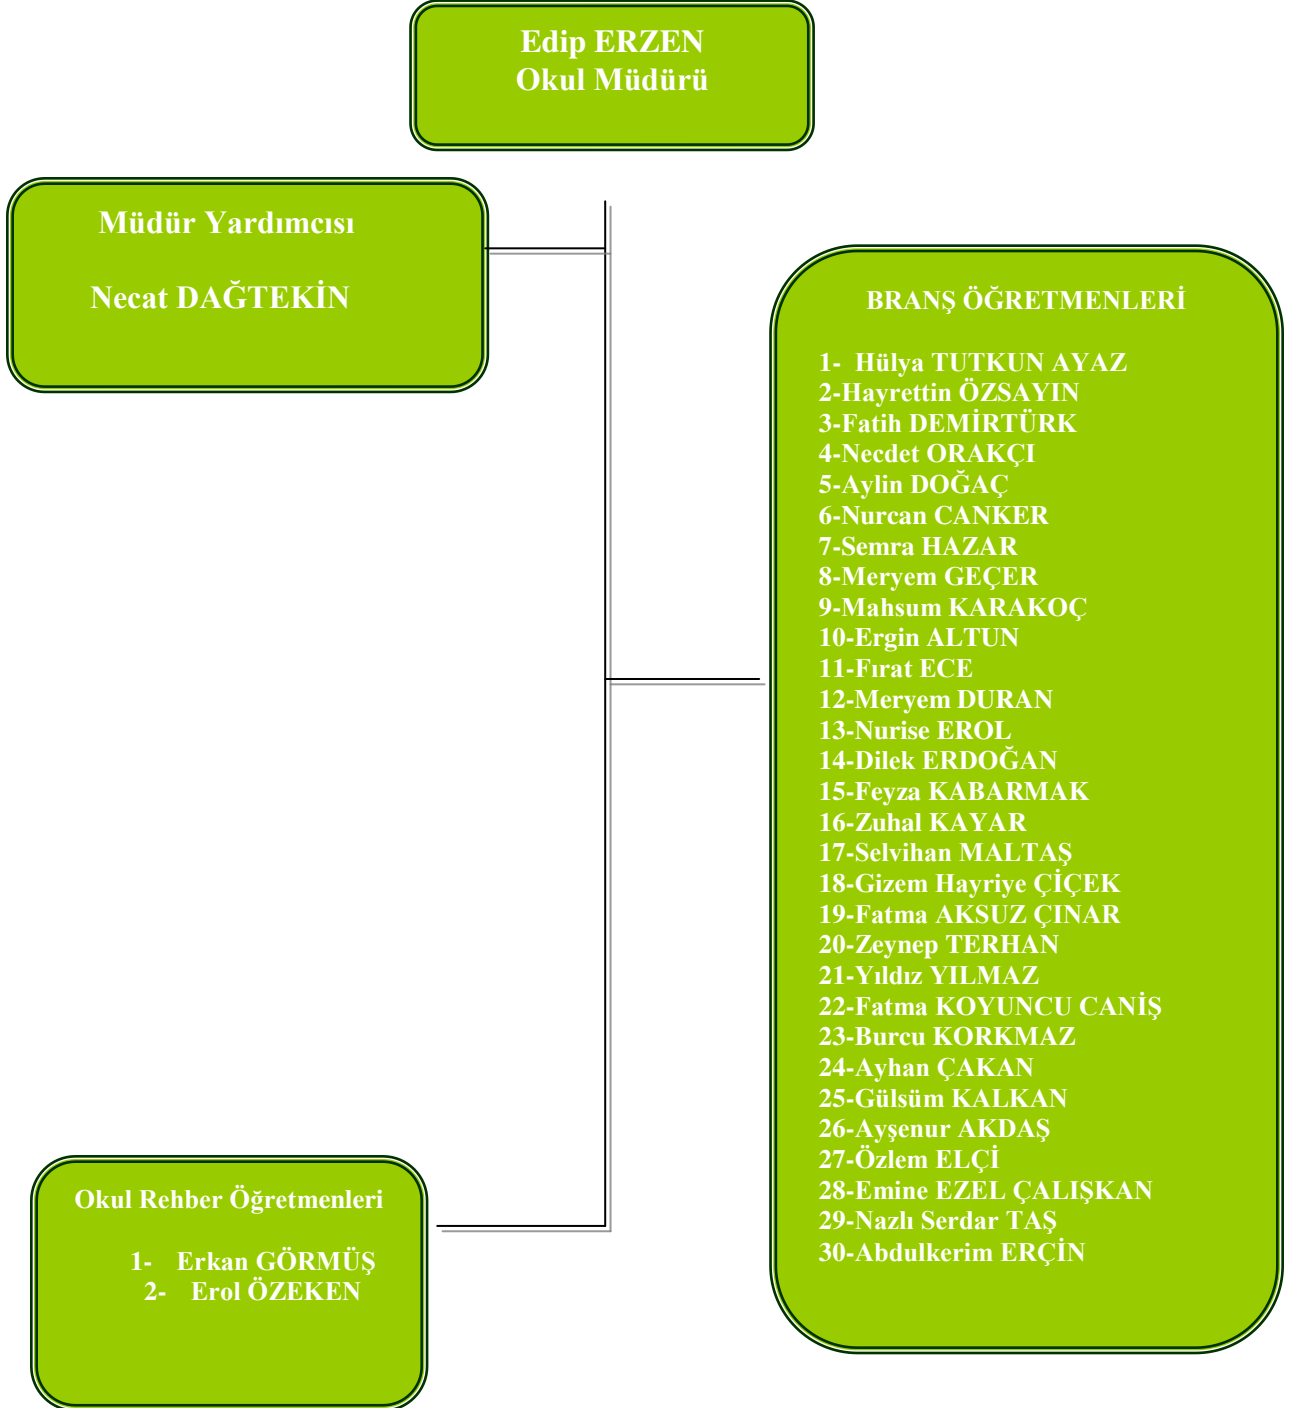 Edip ERZEN
Okul Müdürü
Müdür Yardımcısı
Necat DAĞTEKİN
BRANŞ ÖĞRETMENLERİ
1- Hülya TUTKUN AYAZ
2-Hayrettin ÖZSAYIN
3-Fatih DEMİRTÜRK
4-Necdet ORAKÇI
5-Aylin DOĞAÇ
6-Nurcan CANKER
7-Semra HAZAR
8-Meryem GEÇER
9-Mahsum KARAKOÇ
10-Ergin ALTUN
11-Fırat ECE
12-Meryem DURAN
13-Nurise EROL
14-Dilek ERDOĞAN
15-Feyza KABARMAK
16-Zuhal KAYAR
17-Selvihan MALTAŞ
18-Gizem Hayriye ÇİÇEK
19-Fatma AKSUZ ÇINAR
20-Zeynep TERHAN
21-Yıldız YILMAZ
22-Fatma KOYUNCU CANİŞ
23-Burcu KORKMAZ
24-Ayhan ÇAKAN
25-Gülsüm KALKAN
26-Ayşenur AKDAŞ
27-Özlem ELÇİ
28-Emine EZEL ÇALIŞKAN
29-Nazlı Serdar TAŞ
30-Abdulkerim ERÇİN
Okul Rehber Öğretmenleri
1- Erkan GÖRMÜŞ
2- Erol ÖZEKEN